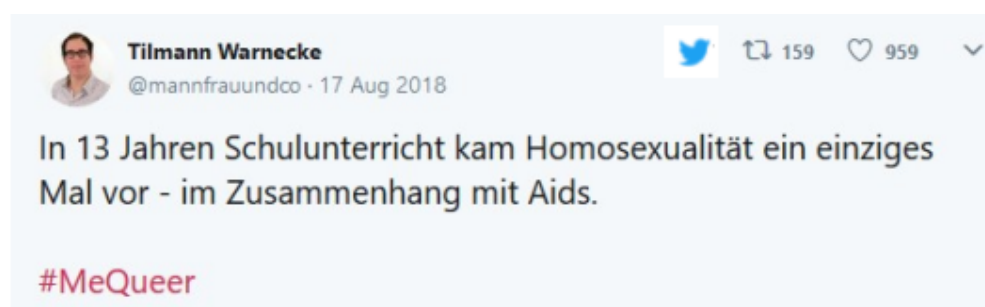 Tilmann Warnecke
159 959
@mannfrauundco · 17 Aug 2018
In 13 Jahren Schulunterricht kam Homosexualität ein einziges
Mal vor - im Zusammenhang mit Aids.
#MeQueer